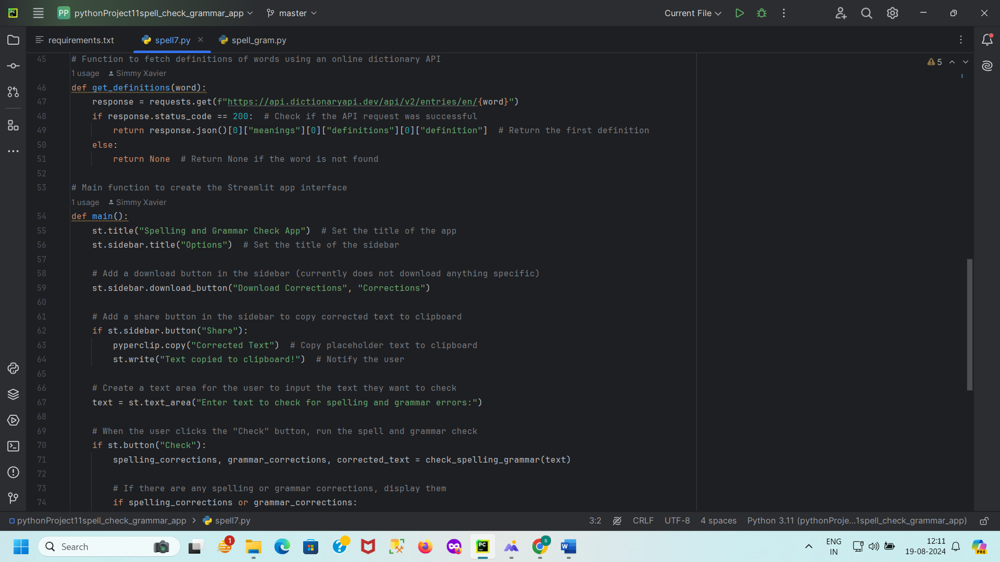 PC
PP pythonProject11spell_check_grammar_app
master
Current File
requirements.txt
spell7.py
spell_gram.py
5
45 # Function to fetch definitions of words using an online dictionary API
1 usage Simmy Xavier
46 def get_definitions(word):
47     response = requests.get(f"https://api.dictionaryapi.dev/api/v2/entries/en/{word}")
48     if response.status_code == 200:  # Check if the API request was successful
49         return response.json()[0]["meanings"][0]["definitions"][0]["definition"]  # Return the first definition
50     else:
51         return None  # Return None if the word is not found
52
53 # Main function to create the Streamlit app interface
1 usage Simmy Xavier
54 def main():
55     st.title("Spelling and Grammar Check App")  # Set the title of the app
56     st.sidebar.title("Options")  # Set the title of the sidebar
57
58     # Add a download button in the sidebar (currently does not download anything specific)
59     st.sidebar.download_button("Download Corrections", "Corrections")
60
61     # Add a share button in the sidebar to copy corrected text to clipboard
62     if st.sidebar.button("Share"):
63         pyperclip.copy("Corrected Text")  # Copy placeholder text to clipboard
64         st.write("Text copied to clipboard!")  # Notify the user
65
66     # Create a text area for the user to input the text they want to check
67     text = st.text_area("Enter text to check for spelling and grammar errors:")
68
69     # When the user clicks the "Check" button, run the spell and grammar check
70     if st.button("Check"):
71         spelling_corrections, grammar_corrections, corrected_text = check_spelling_grammar(text)
72
73         # If there are any spelling or grammar corrections, display them
74         if spelling_corrections or grammar_corrections:
pythonProject11spell_check_grammar_app > spell7.py
3:2
CRLF
UTF-8
4 spaces
Python 3.11 (pythonProje...1spell_check_grammar_app)
Search
1
?
PC
S
W
ENG
IN
12:11
19-08-2024
PRE